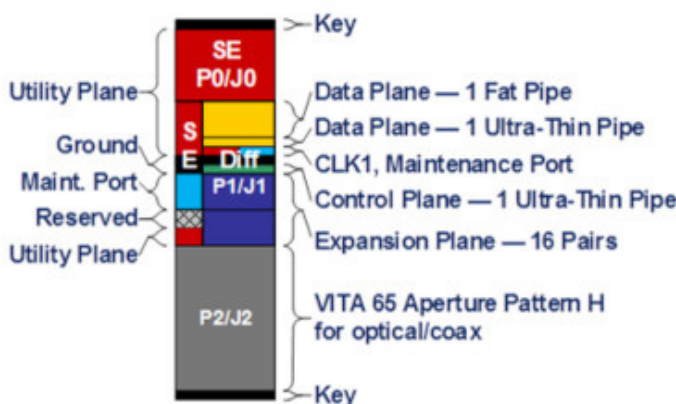 Key
SE
P0/J0
Utility Plane
Data Plane — 1 Fat Pipe
S
Data Plane — 1 Ultra-Thin Pipe
Ground
E
Diff
CLK1, Maintenance Port
Maint. Port
P1/J1
Control Plane — 1 Ultra-Thin Pipe
Reserved
Expansion Plane — 16 Pairs
Utility Plane
VITA 65 Aperture Pattern H
for optical/coax
P2/J2
Key